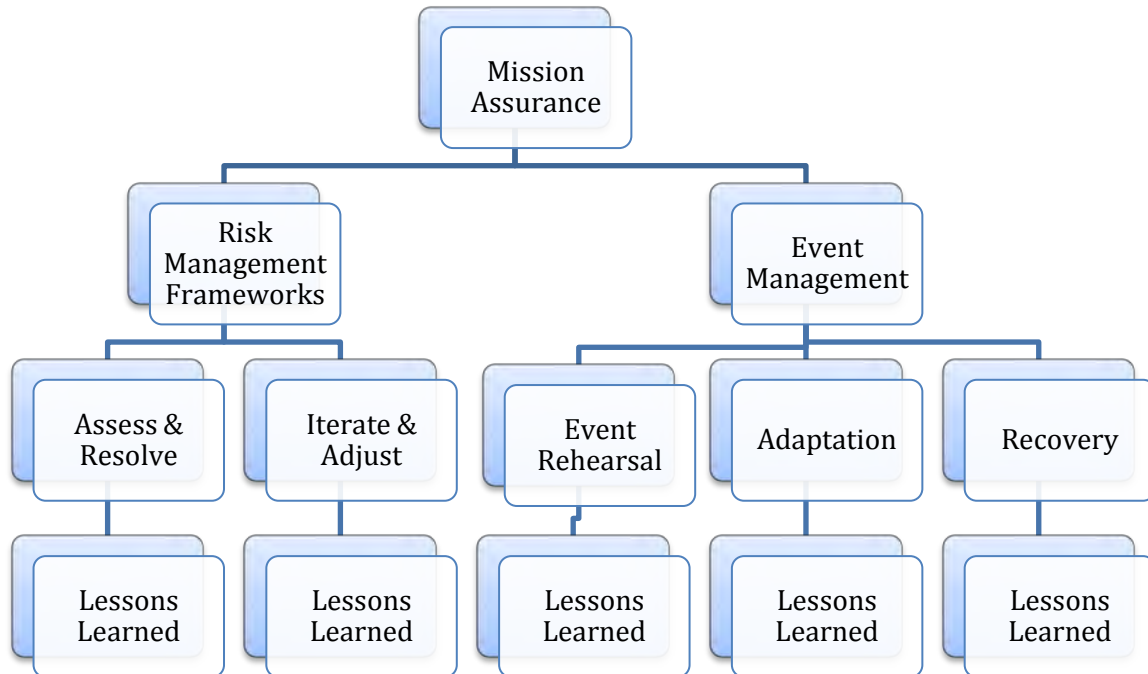 Mission
Assurance
Risk
Management
Frameworks
Event
Management
Assess &
Resolve
Iterate &
Adjust
Event
Rehearsal
Adaptation
Recovery
Lessons
Learned
Lessons
Learned
Lessons
Learned
Lessons
Learned
Lessons
Learned